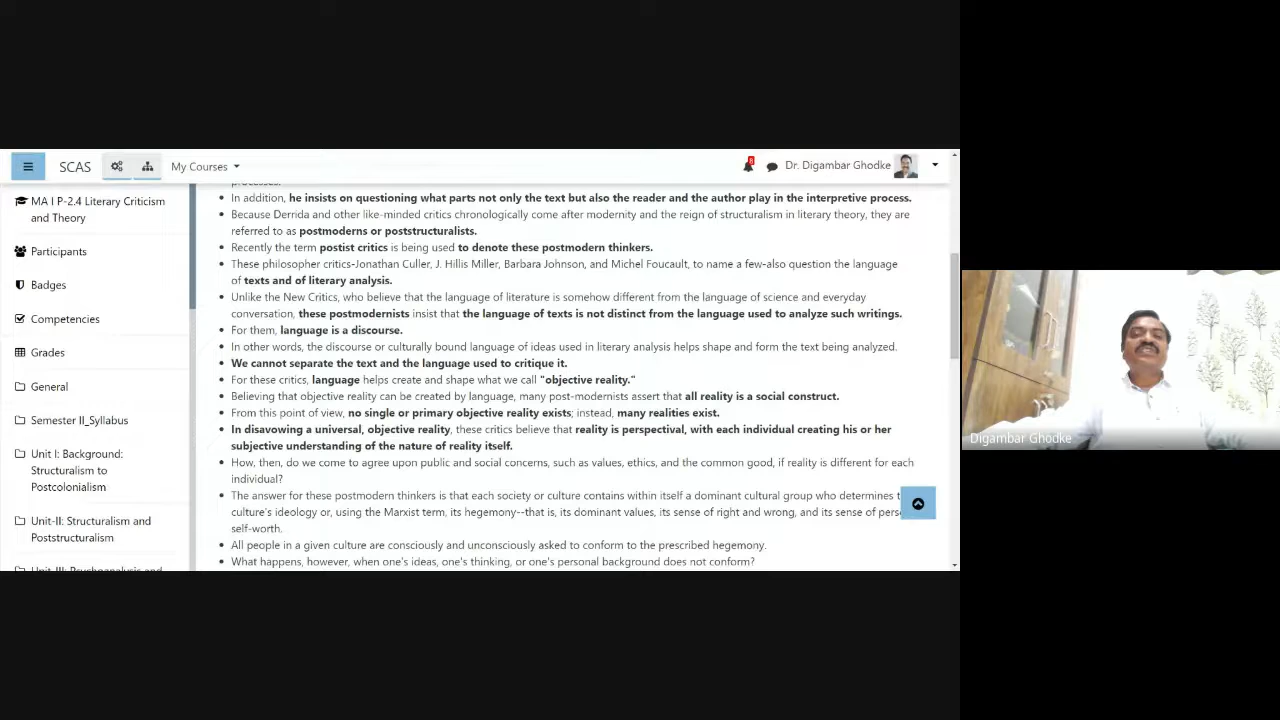 SCAS
My Courses
8
Dr. Digambar Ghodke
MA I P-2.4 Literary Criticism
and Theory
Participants
Badges
Competencies
Grades
General
Semester II_Syllabus
Unit I: Background:
Structuralism to
Postcolonialism
Unit-II: Structuralism and
Poststructuralism
Unit-III: Psychoanalysis and
processes.
In addition, he insists on questioning what parts not only the text but also the reader and the author play in the interpretive process.
Because Derrida and other like-minded critics chronologically come after modernity and the reign of structuralism in literary theory, they are
referred to as postmoderns or poststructuralists.
Recently the term postist critics is being used to denote these postmodern thinkers.
These philosopher critics-Jonathan Culler, J. Hillis Miller, Barbara Johnson, and Michel Foucault, to name a few-also question the language
of texts and of literary analysis.
Unlike the New Critics, who believe that the language of literature is somehow different from the language of science and everyday
conversation, these postmodernists insist that the language of texts is not distinct from the language used to analyze such writings.
For them, language is a discourse.
In other words, the discourse or culturally bound language of ideas used in literary analysis helps shape and form the text being analyzed.
We cannot separate the text and the language used to critique it.
For these critics, language helps create and shape what we call "objective reality."
Believing that objective reality can be created by language, many post-modernists assert that all reality is a social construct.
From this point of view, no single or primary objective reality exists; instead, many realities exist.
In disavowing a universal, objective reality, these critics believe that reality is perspectival, with each individual creating his or her
subjective understanding of the nature of reality itself.
How, then, do we come to agree upon public and social concerns, such as values, ethics, and the common good, if reality is different for each
individual?
The answer for these postmodern thinkers is that each society or culture contains within itself a dominant cultural group who determines
culture's ideology or, using the Marxist term, its hegemony--that is, its dominant values, its sense of right and wrong, and its sense of
self-worth.
All people in a given culture are consciously and unconsciously asked to conform to the prescribed hegemony.
What happens, however, when one's ideas, one's thinking, or one's personal background does not conform?
Digambar Ghodke